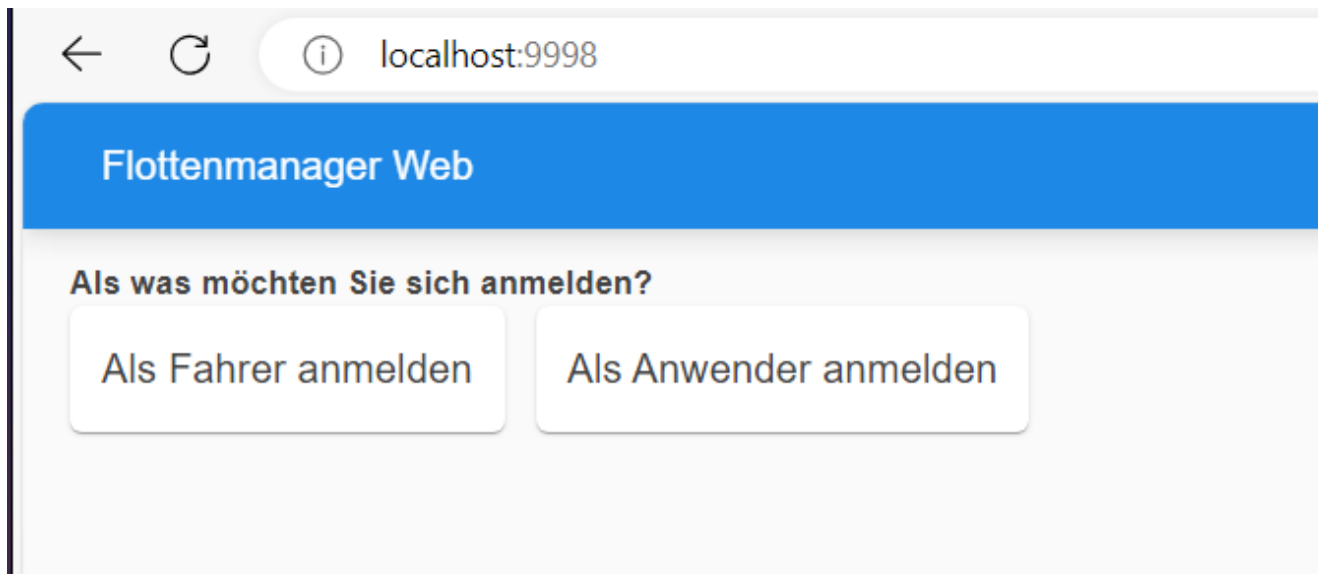 localhost:9998
Flottenmanager Web
Als was möchten Sie sich anmelden?
Als Fahrer anmelden Als Anwender anmelden